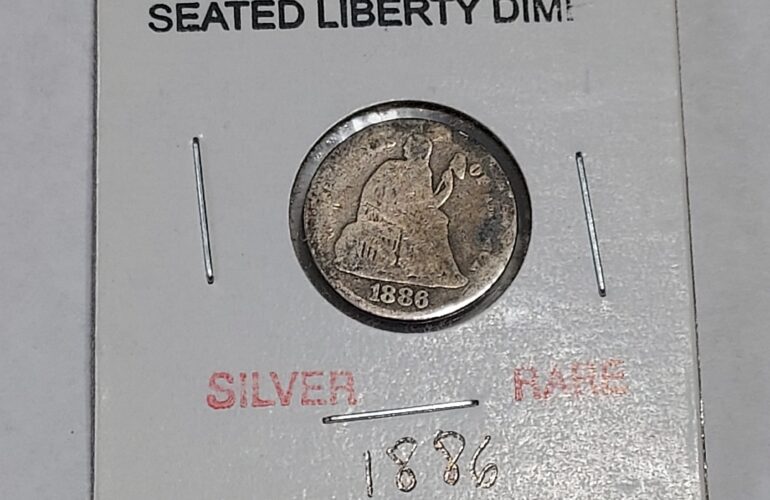 SEATED LIBERTY DIME
1886
SILVER RARE
1886